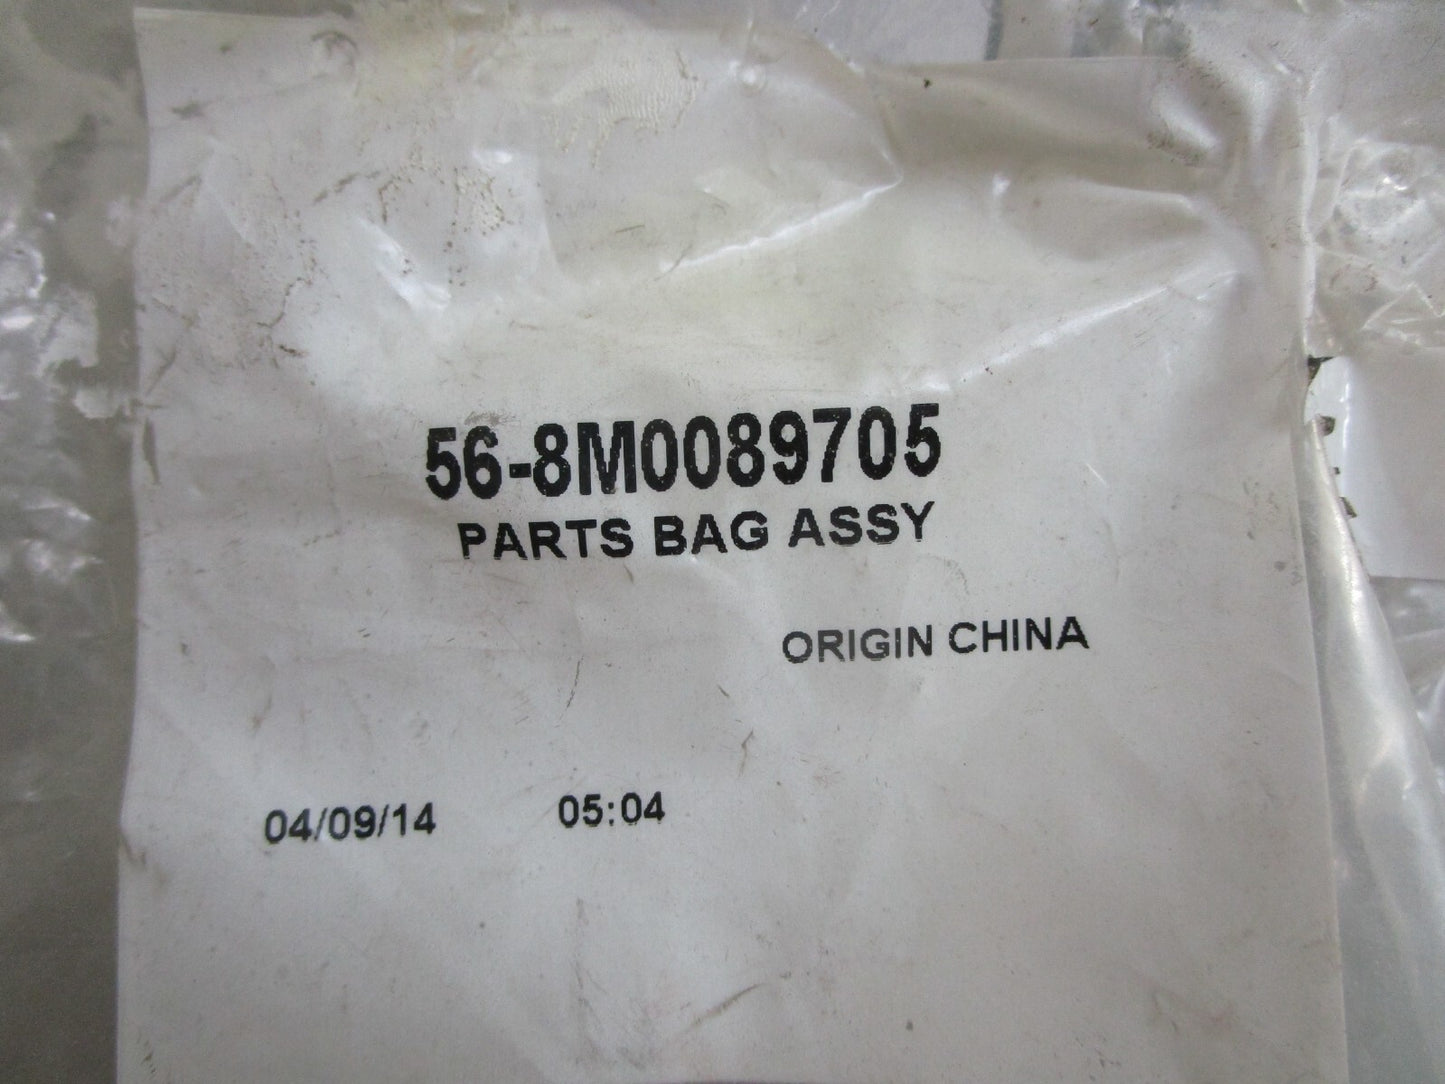 56-8M0089705
PARTS BAG ASSY
ORIGIN CHINA
04/09/14 05:04